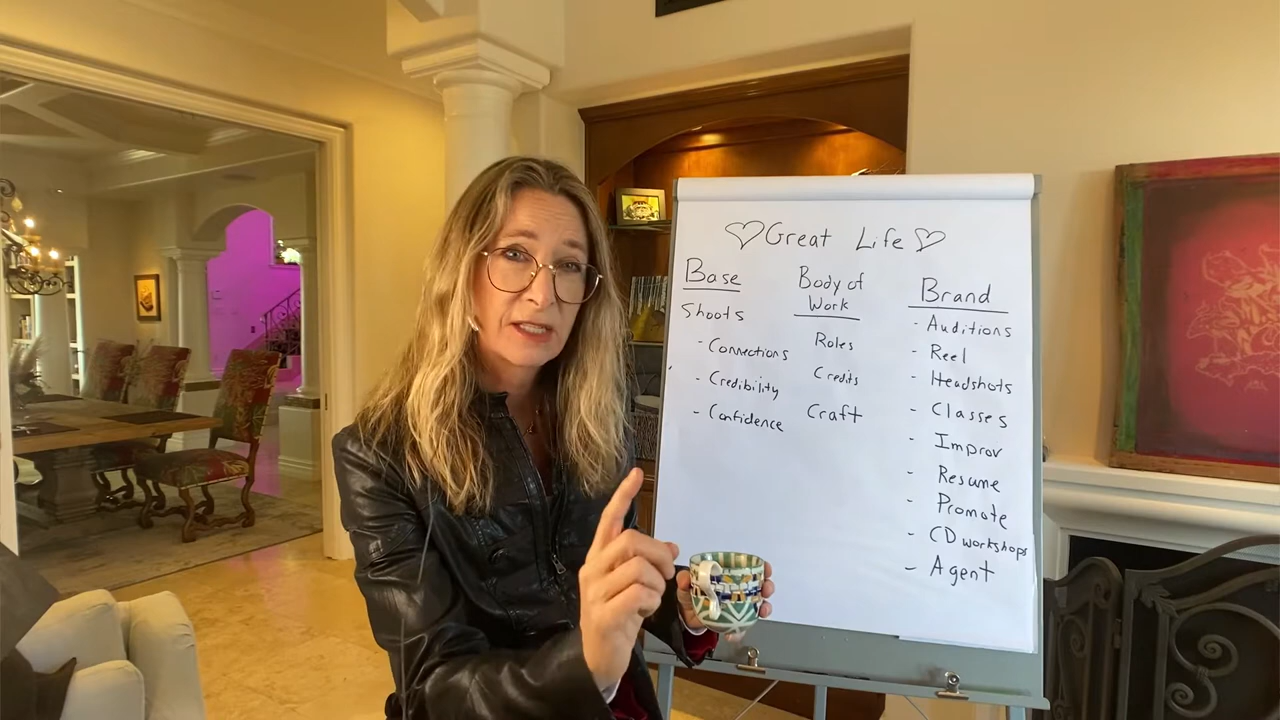 Great Life
Base
Shoots
- Connections
- Credibility
- Confidence
Body of
Work
Roles
Credits
Craft
Brand
- Auditions
- Reel
- Headshots
- Classes
- Improv
- Resume
- Promote
- CD workshops
- Agent